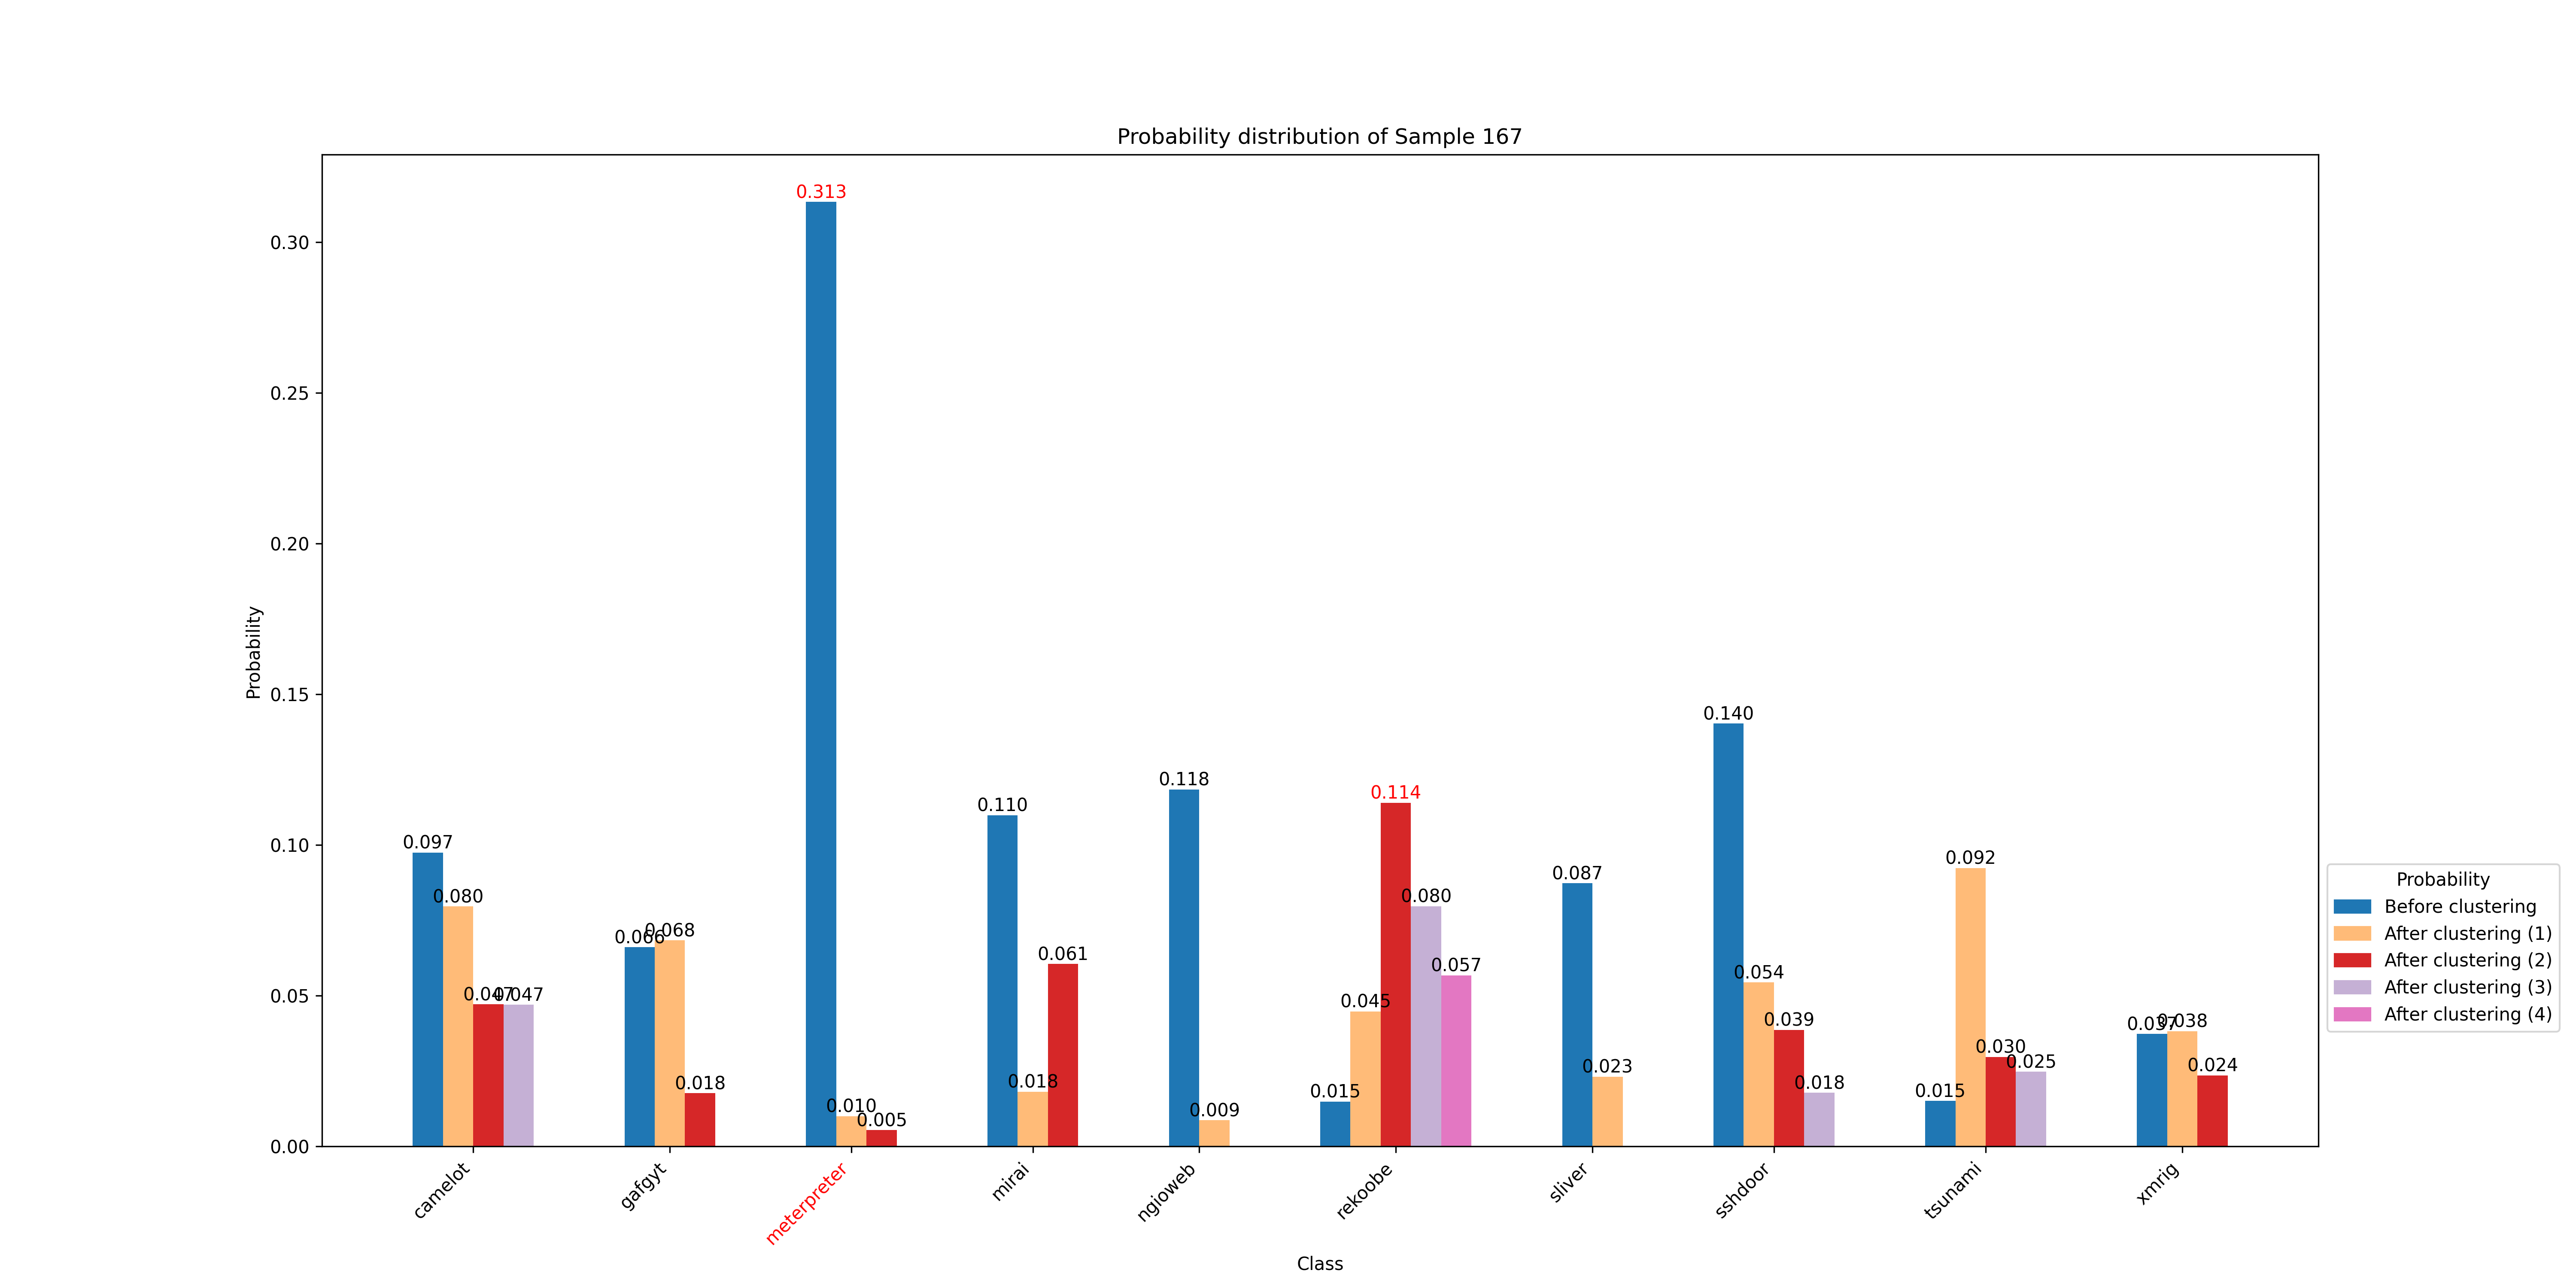 Probability distribution of Sample 167
0.313
0.30
0.25
0.20
0.15
0.10
0.05
0.00
Probability
0.097
0.080
0.047
0.047
0.066
0.068
0.018
0.010
0.005
0.110
0.018
0.061
0.118
0.009
0.015
0.045
0.114
0.080
0.057
0.087
0.023
0.140
0.054
0.039
0.018
0.015
0.092
0.030
0.025
0.037
0.038
0.024
camelot
gafgyt
meterpreter
mirai
ngioweb
rekoobe
sliver
sshdoor
tsunami
xmrig
Class
Probability
Before clustering
After clustering (1)
After clustering (2)
After clustering (3)
After clustering (4)